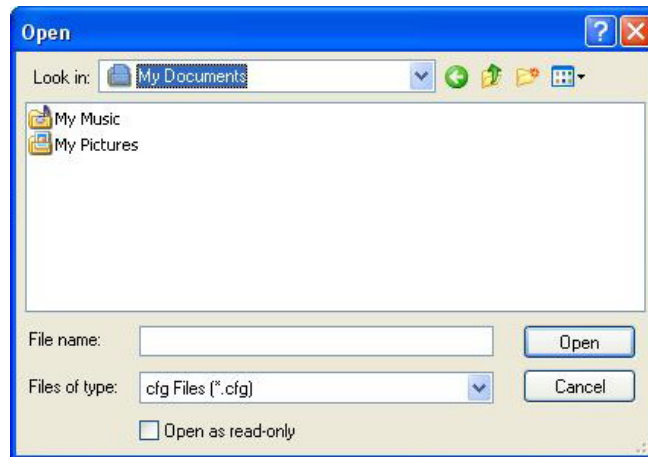 Open
Look in: My Documents
My Music
My Pictures
File name:
Open
Files of type: cfg Files (*.cfg)
Cancel
Open as read-only